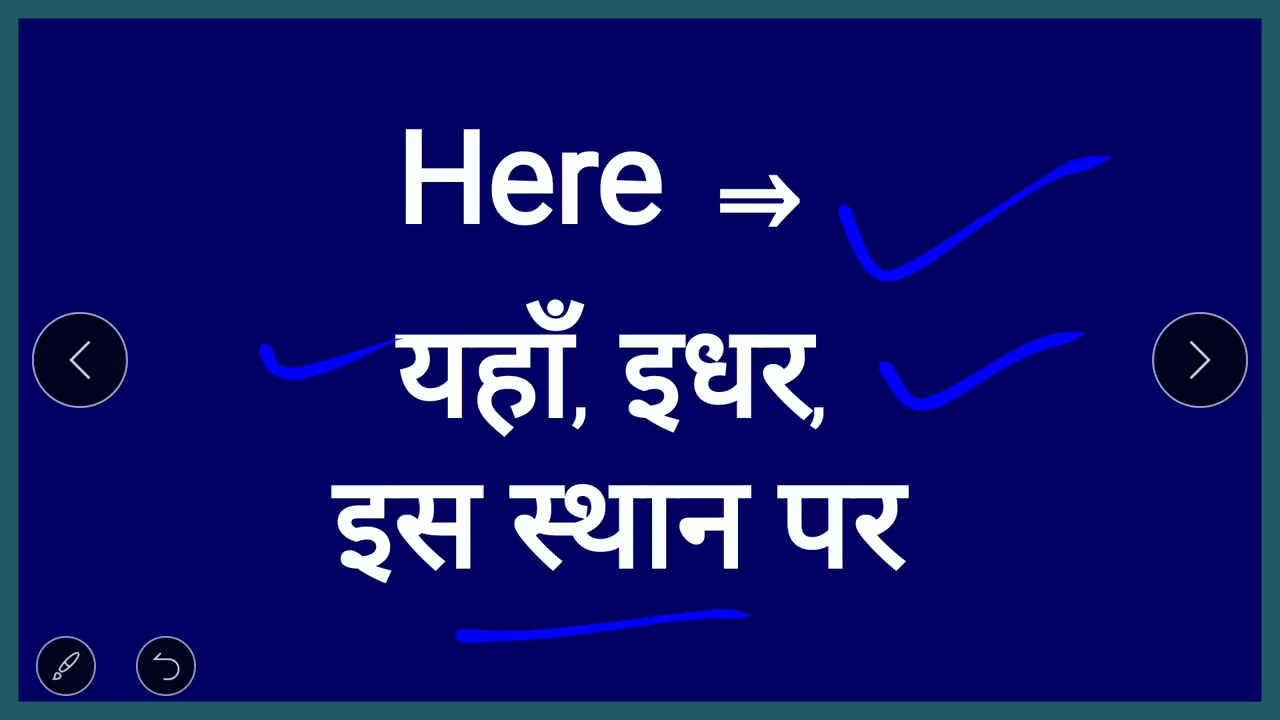 Here ⇒
यहाँ, इधर,
इस स्थान पर